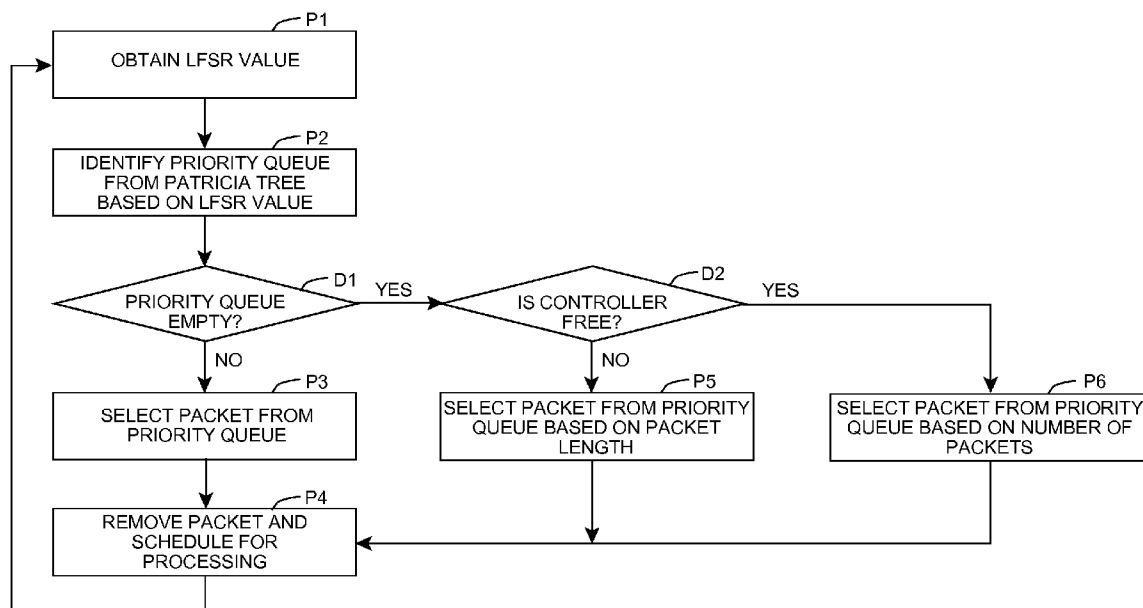 P1
OBTAIN LFSR VALUE
P2
IDENTIFY PRIORITY QUEUE
FROM PATRICIA TREE
BASED ON LFSR VALUE
D1
PRIORITY QUEUE
EMPTY?
YES
NO
D2
IS CONTROLLER
FREE?
YES
NO
P3
SELECT PACKET FROM
PRIORITY QUEUE
P5
SELECT PACKET FROM PRIORITY
QUEUE BASED ON PACKET
LENGTH
P6
SELECT PACKET FROM PRIORITY
QUEUE BASED ON NUMBER OF
PACKETS
P4
REMOVE PACKET AND
SCHEDULE FOR
PROCESSING